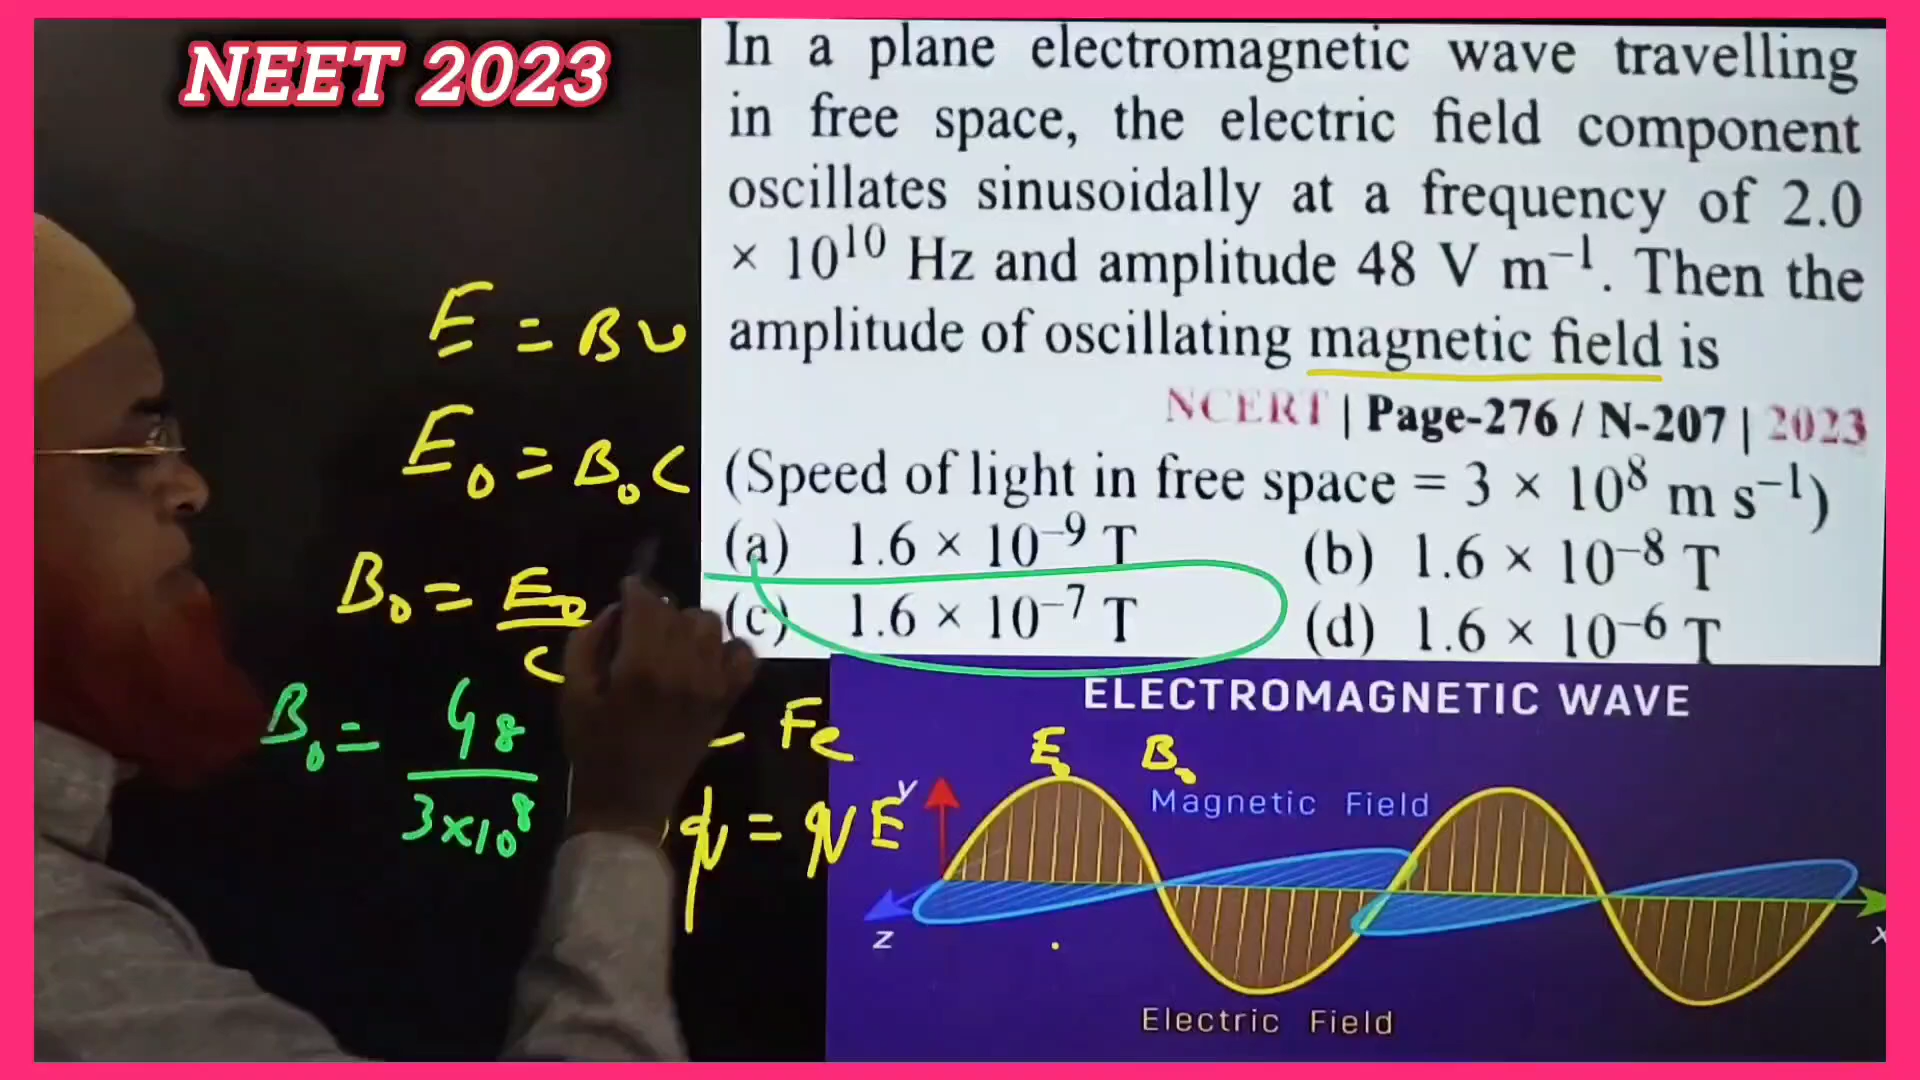 NEET 2023
In a plane electromagnetic wave travelling
in free space, the electric field component
oscillates sinusoidally at a frequency of 2.0
× 10¹⁰ Hz and amplitude 48 V m⁻¹. Then the
amplitude of oscillating magnetic field is
NCERT | Page-276 / N-207 | 2023
(Speed of light in free space = 3 × 10⁸ m s⁻¹)
(a) 1.6 × 10⁻⁹ T (b) 1.6 × 10⁻⁸ T
(c) 1.6 × 10⁻⁷ T (d) 1.6 × 10⁻⁶ T
E = Bv
E₀ = B₀C
B₀ = E₀
C
B₀ = 48
3×10⁸
Fe
q = qE
ELECTROMAGNETIC WAVE
E₀ B₀
Y
Magnetic Field
Z
X
Electric Field